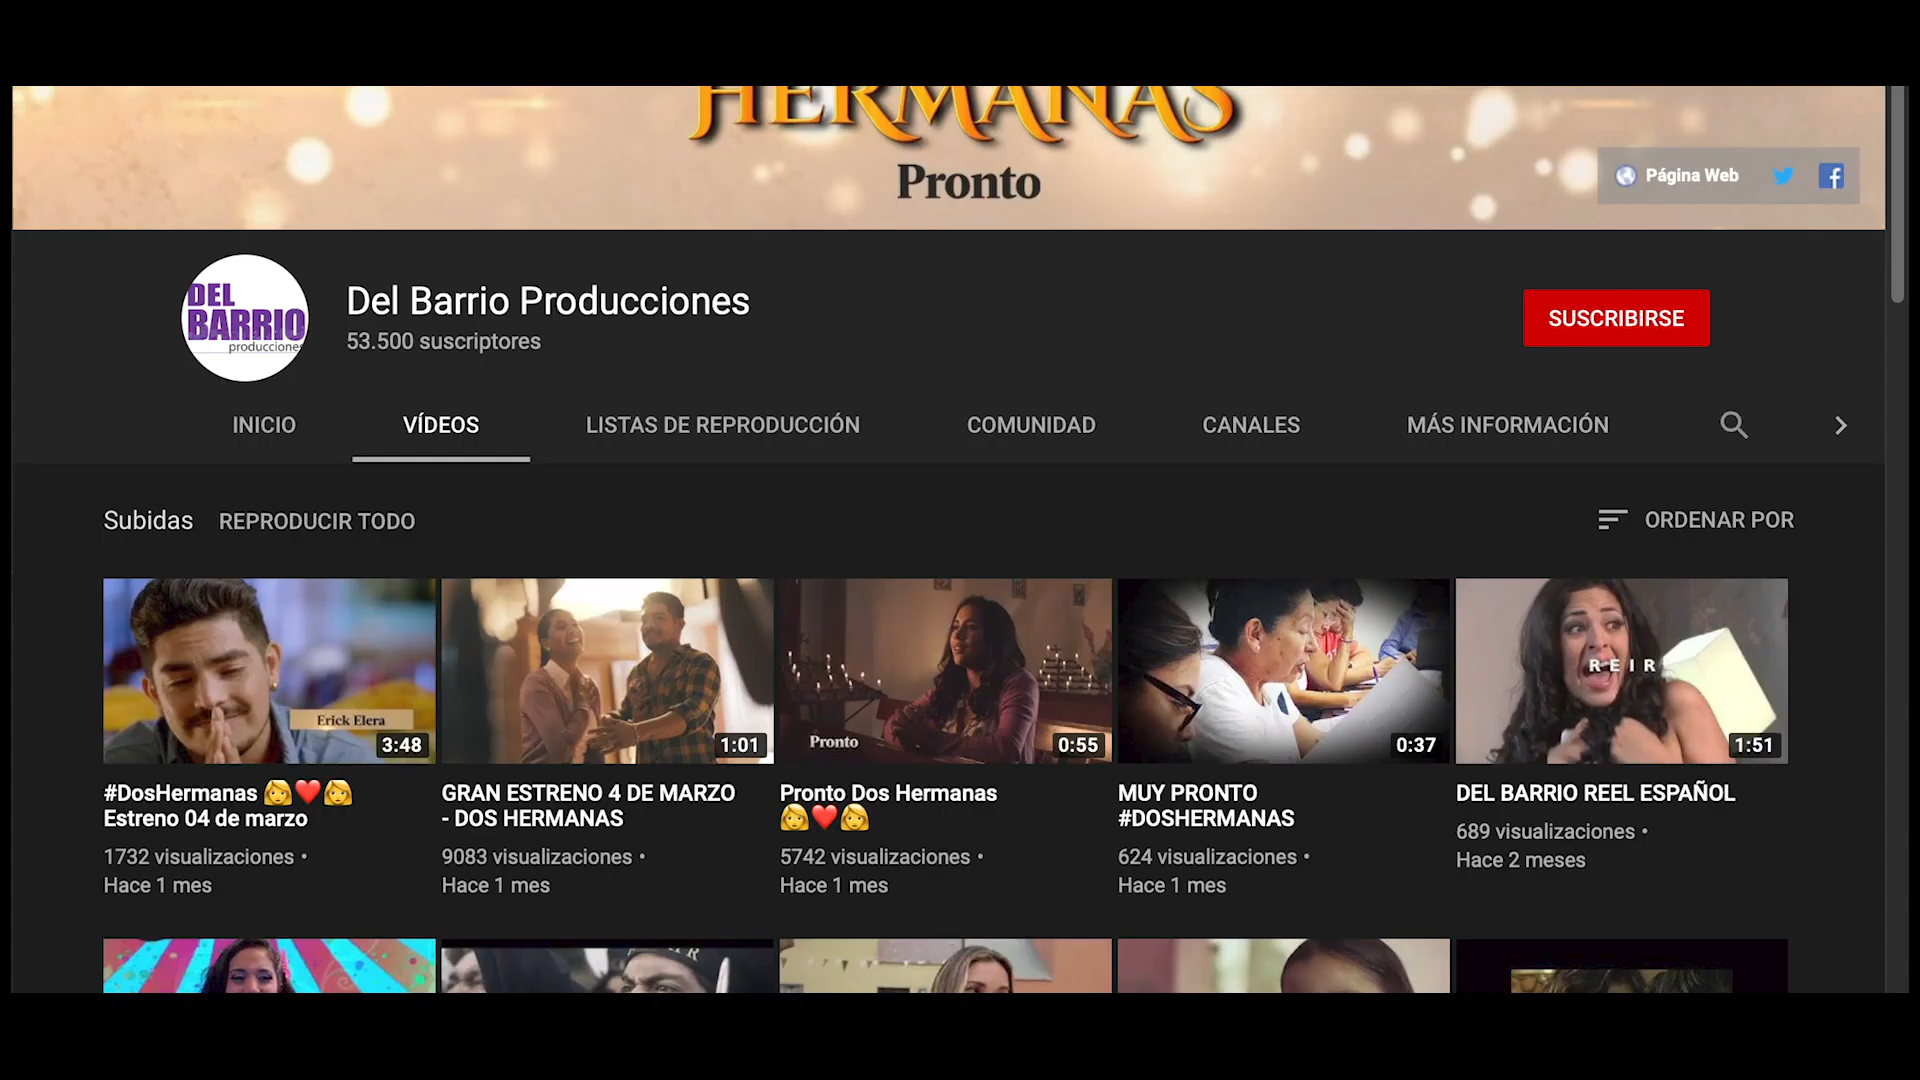 HERMANAS
Pronto
Página Web
DEL
BARRIO
producciones
Del Barrio Producciones
53.500 suscriptores
SUSCRIBIRSE
INICIO
VÍDEOS
LISTAS DE REPRODUCCIÓN
COMUNIDAD
CANALES
MÁS INFORMACIÓN
Subidas
REPRODUCIR TODO
ORDENAR POR
Erick Elera
3:48
1:01
Pronto
0:55
0:37
REIR
1:51
#DosHermanas 👩❤️👩
Estreno 04 de marzo
1732 visualizaciones •
Hace 1 mes
GRAN ESTRENO 4 DE MARZO
- DOS HERMANAS
9083 visualizaciones •
Hace 1 mes
Pronto Dos Hermanas
👩❤️👩
5742 visualizaciones •
Hace 1 mes
MUY PRONTO
#DOSHERMANAS
624 visualizaciones •
Hace 1 mes
DEL BARRIO REEL ESPAÑOL
689 visualizaciones •
Hace 2 meses